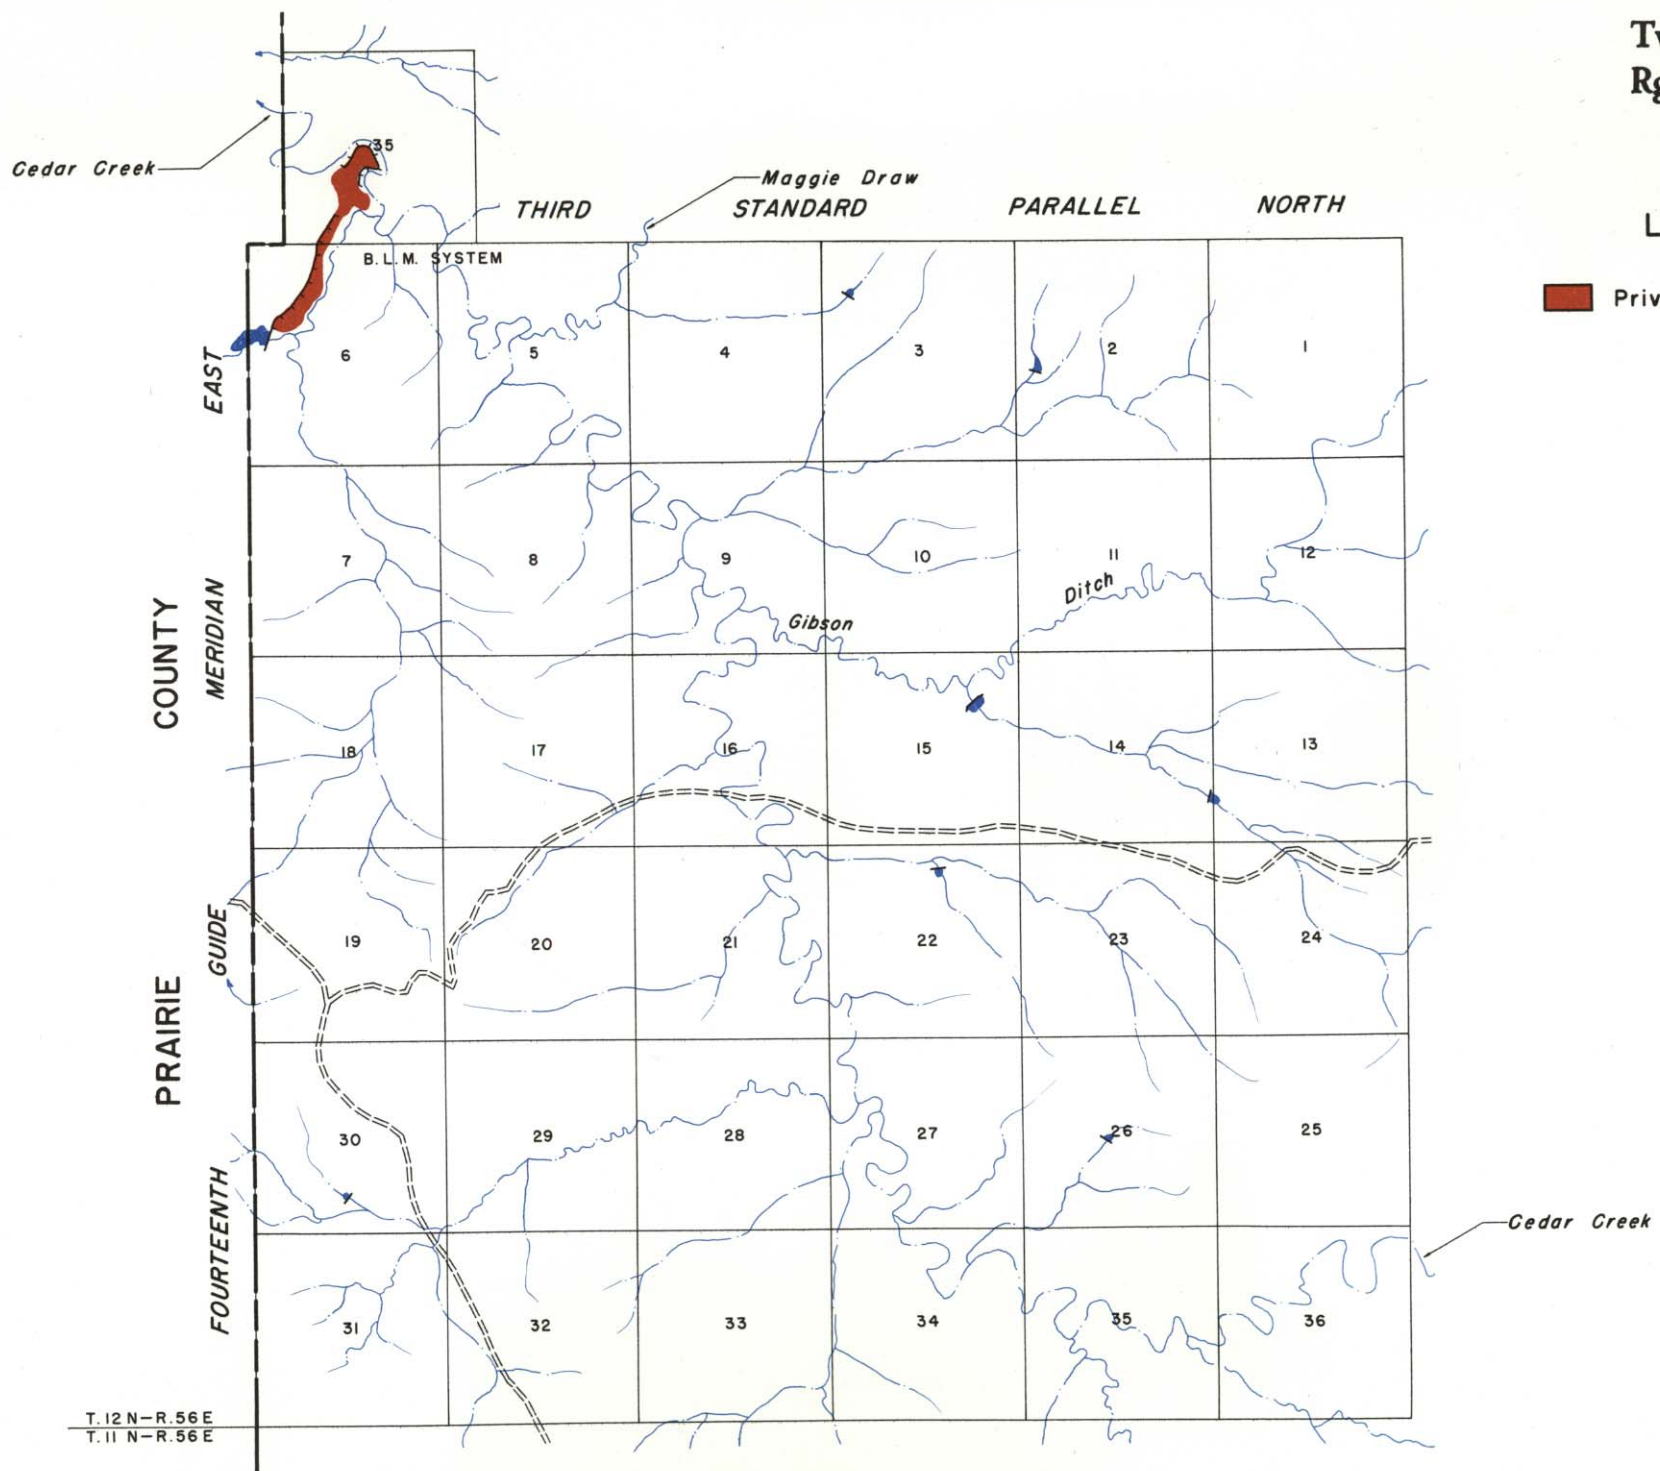 Tw
Rg
35
Cedar Creek
Maggie Draw
THIRD STANDARD PARALLEL NORTH
L
B.L.M. SYSTEM
Priv
EAST
6 5 4 3 2 1
7 8 9 10 11 12
Gibson Ditch
COUNTY
MERIDIAN
18 17 16 15 14 13
GUIDE
19 20 21 22 23 24
PRAIRIE
30 29 28 27 26 25
FOURTEENTH
Cedar Creek
31 32 33 34 35 36
T.12 N–R.56 E
T.11 N–R.56 E